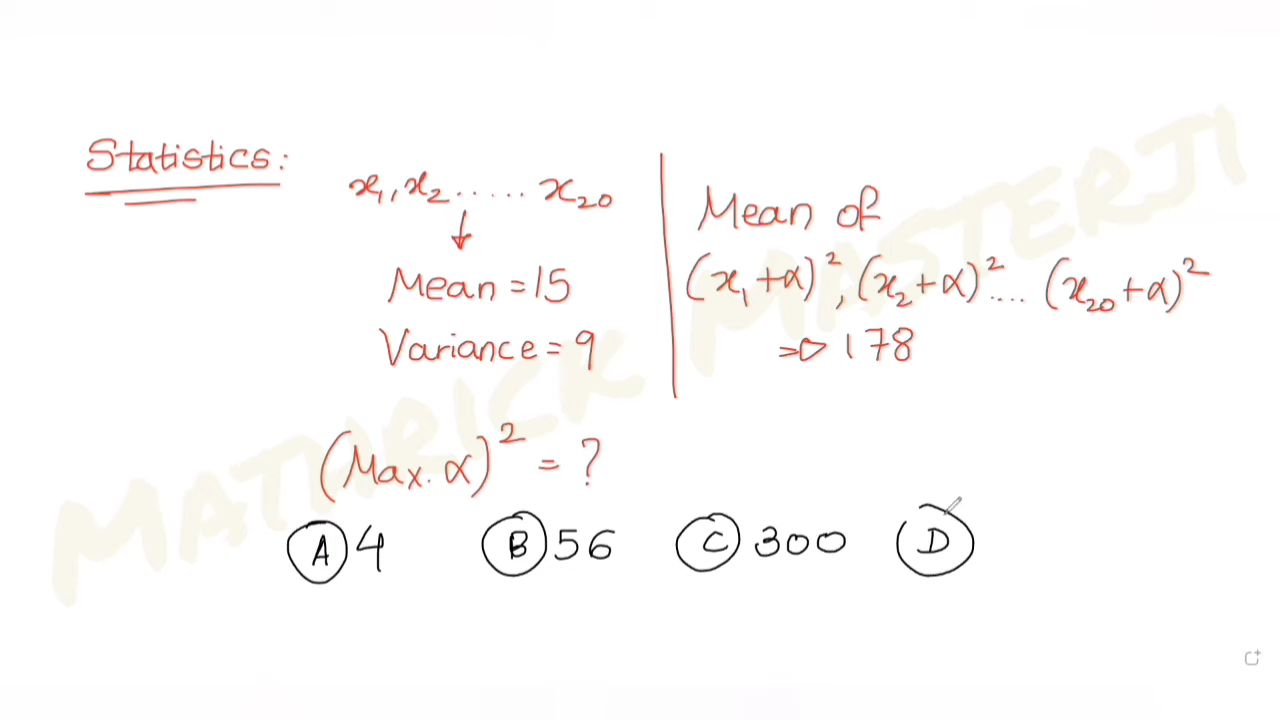 Statistics:
x₁, x₂ ...... x₂₀
Mean = 15
Variance = 9
Mean of
(x₁+α)², (x₂+α)² .... (x₂₀+α)²
⇒ 178
(Max. α)² = ?
A 4 B 56 C 300 D
MATARICK MASTERJI